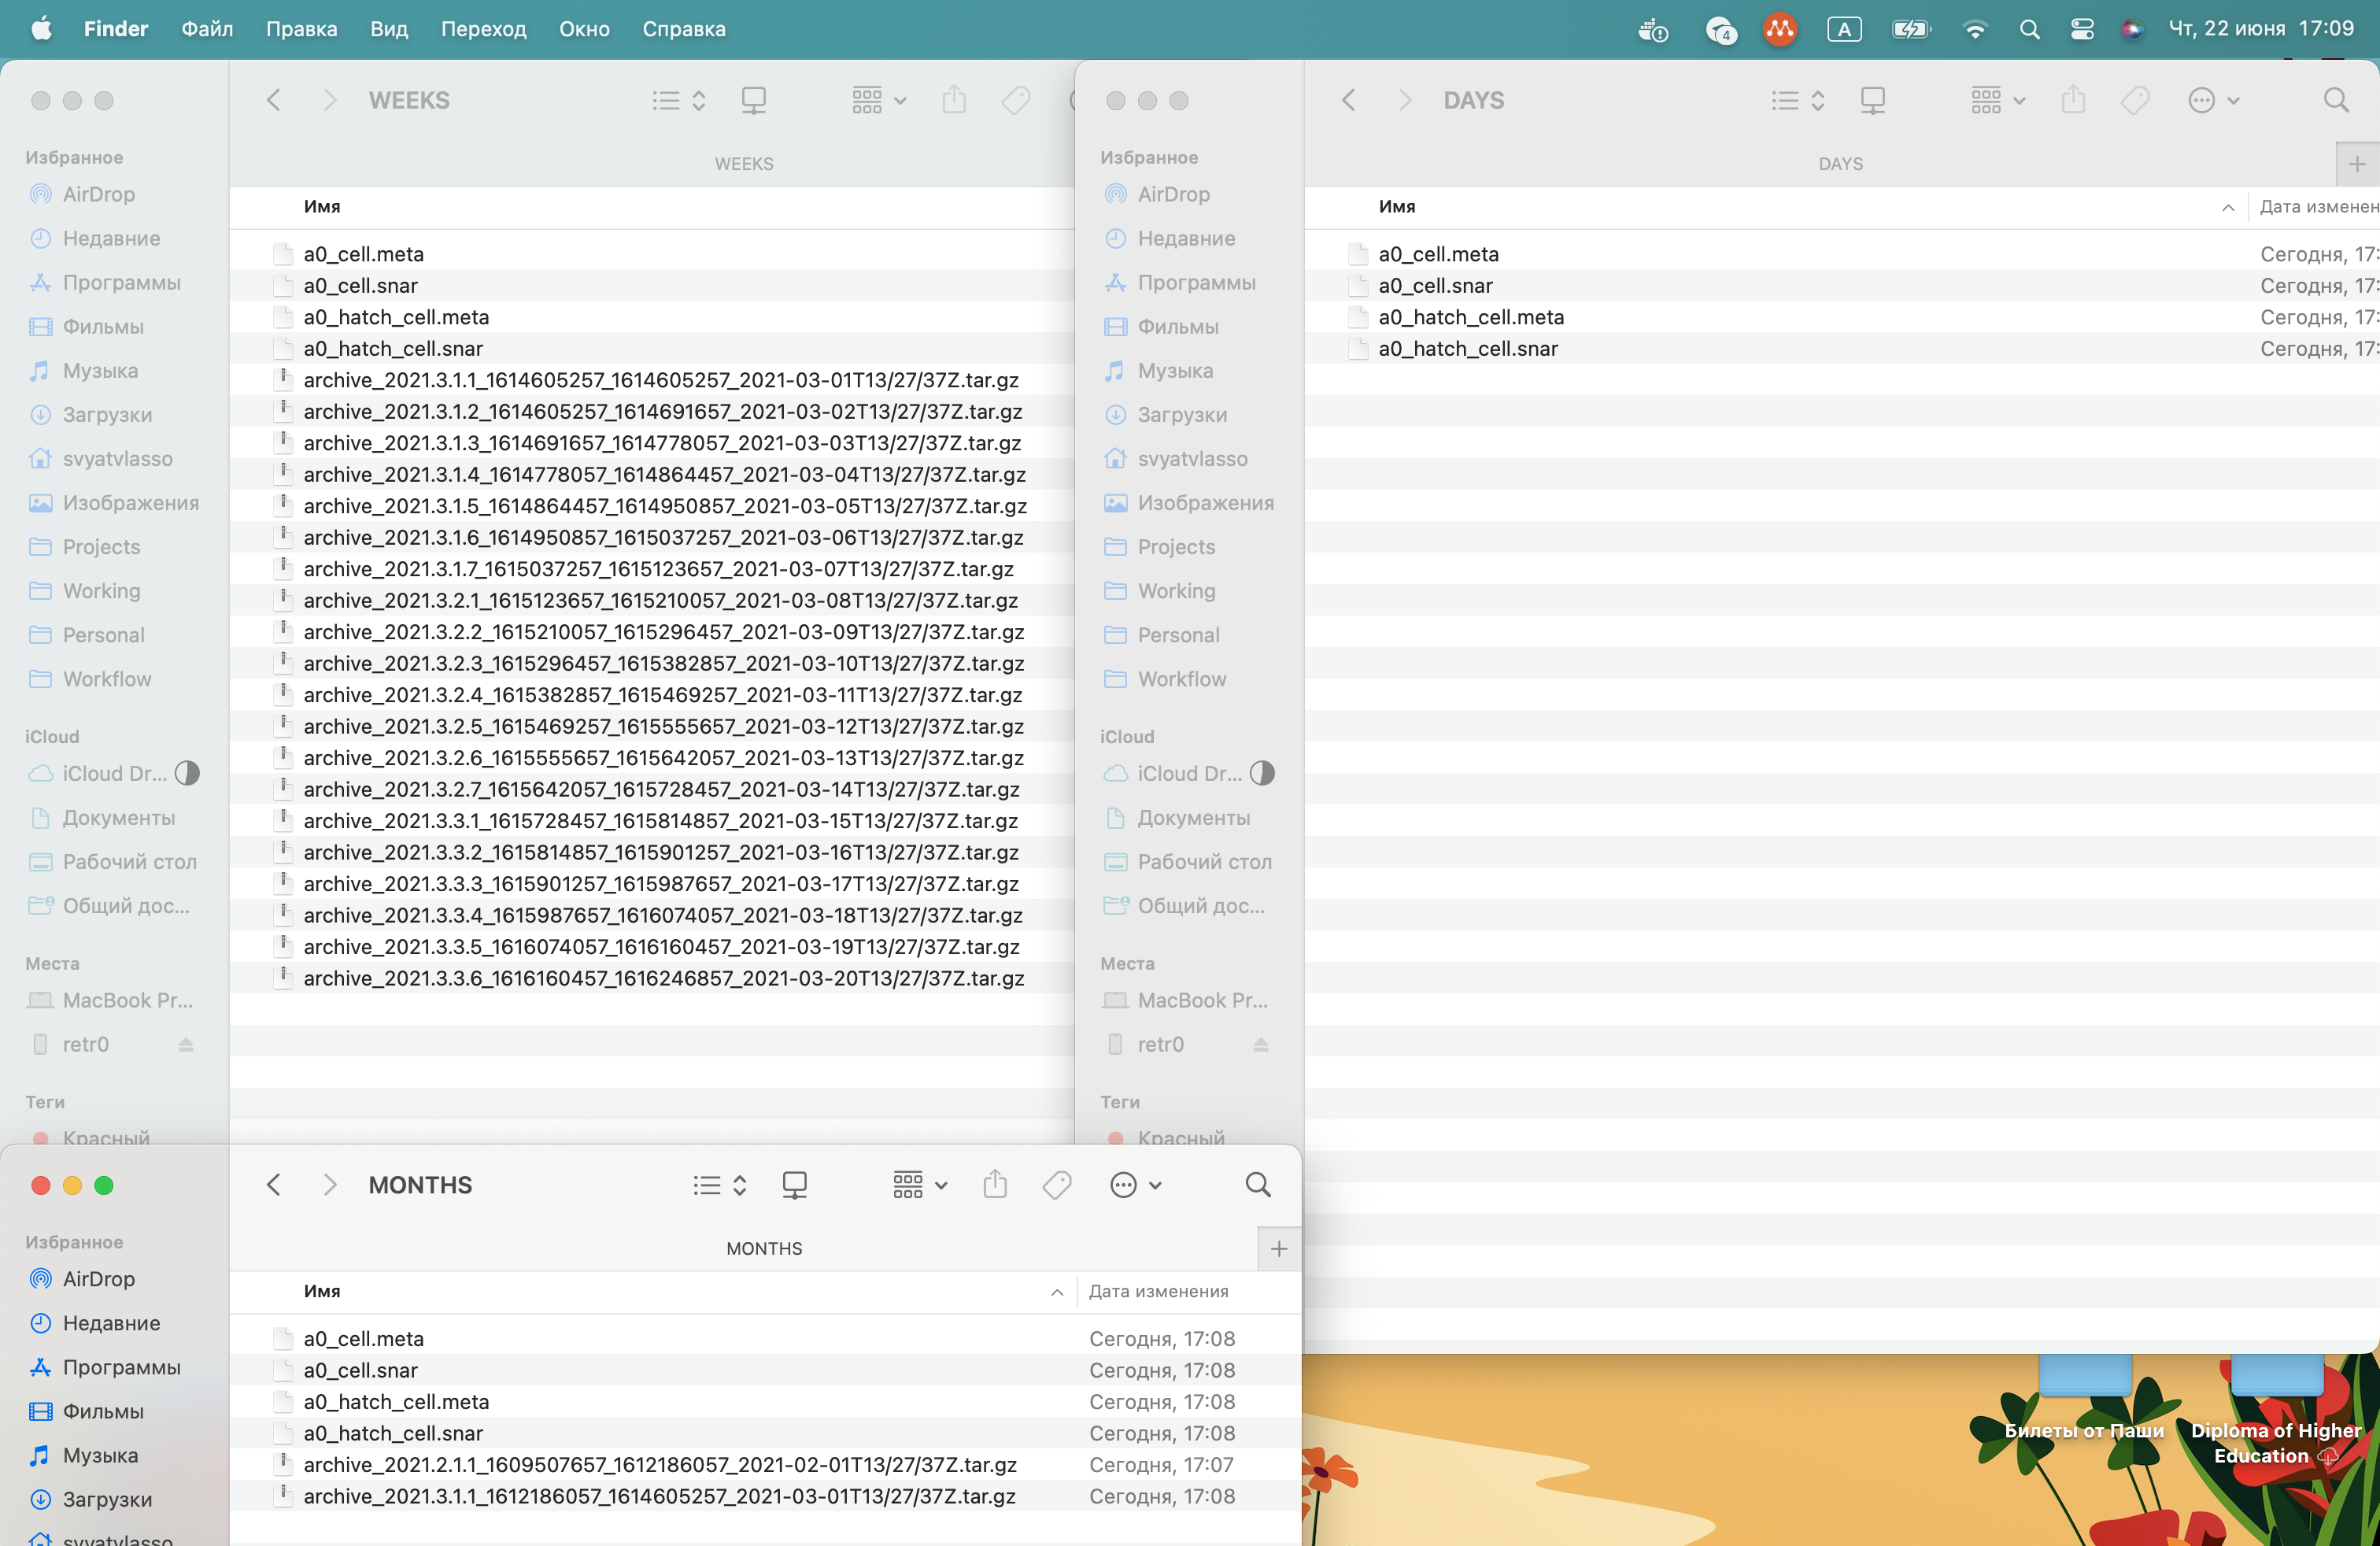 Finder Файл Правка Вид Переход Окно Справка 4 A Чт, 22 июня 17:09
WEEKS
WEEKS
Избранное
AirDrop
Недавние
Программы
Фильмы
Музыка
Загрузки
svyatvlasso
Изображения
Projects
Working
Personal
Workflow
iCloud
iCloud Dr...
Документы
Рабочий стол
Общий дос...
Места
MacBook Pr...
retr0
Теги
Красный
Имя
a0_cell.meta
a0_cell.snar
a0_hatch_cell.meta
a0_hatch_cell.snar
archive_2021.3.1.1_1614605257_1614605257_2021-03-01T13/27/37Z.tar.gz
archive_2021.3.1.2_1614605257_1614691657_2021-03-02T13/27/37Z.tar.gz
archive_2021.3.1.3_1614691657_1614778057_2021-03-03T13/27/37Z.tar.gz
archive_2021.3.1.4_1614778057_1614864457_2021-03-04T13/27/37Z.tar.gz
archive_2021.3.1.5_1614864457_1614950857_2021-03-05T13/27/37Z.tar.gz
archive_2021.3.1.6_1614950857_1615037257_2021-03-06T13/27/37Z.tar.gz
archive_2021.3.1.7_1615037257_1615123657_2021-03-07T13/27/37Z.tar.gz
archive_2021.3.2.1_1615123657_1615210057_2021-03-08T13/27/37Z.tar.gz
archive_2021.3.2.2_1615210057_1615296457_2021-03-09T13/27/37Z.tar.gz
archive_2021.3.2.3_1615296457_1615382857_2021-03-10T13/27/37Z.tar.gz
archive_2021.3.2.4_1615382857_1615469257_2021-03-11T13/27/37Z.tar.gz
archive_2021.3.2.5_1615469257_1615555657_2021-03-12T13/27/37Z.tar.gz
archive_2021.3.2.6_1615555657_1615642057_2021-03-13T13/27/37Z.tar.gz
archive_2021.3.2.7_1615642057_1615728457_2021-03-14T13/27/37Z.tar.gz
archive_2021.3.3.1_1615728457_1615814857_2021-03-15T13/27/37Z.tar.gz
archive_2021.3.3.2_1615814857_1615901257_2021-03-16T13/27/37Z.tar.gz
archive_2021.3.3.3_1615901257_1615987657_2021-03-17T13/27/37Z.tar.gz
archive_2021.3.3.4_1615987657_1616074057_2021-03-18T13/27/37Z.tar.gz
archive_2021.3.3.5_1616074057_1616160457_2021-03-19T13/27/37Z.tar.gz
archive_2021.3.3.6_1616160457_1616246857_2021-03-20T13/27/37Z.tar.gz
DAYS
DAYS
Избранное
AirDrop
Недавние
Программы
Фильмы
Музыка
Загрузки
svyatvlasso
Изображения
Projects
Working
Personal
Workflow
iCloud
iCloud Dr...
Документы
Рабочий стол
Общий дос...
Места
MacBook Pr...
retr0
Теги
Красный
Имя Дата изменен
a0_cell.meta Сегодня, 17:
a0_cell.snar Сегодня, 17:
a0_hatch_cell.meta Сегодня, 17:
a0_hatch_cell.snar Сегодня, 17:
MONTHS
MONTHS
Избранное
AirDrop
Недавние
Программы
Фильмы
Музыка
Загрузки
svyatvlasso
Имя Дата изменения
a0_cell.meta Сегодня, 17:08
a0_cell.snar Сегодня, 17:08
a0_hatch_cell.meta Сегодня, 17:08
a0_hatch_cell.snar Сегодня, 17:08
archive_2021.2.1.1_1609507657_1612186057_2021-02-01T13/27/37Z.tar.gz Сегодня, 17:07
archive_2021.3.1.1_1612186057_1614605257_2021-03-01T13/27/37Z.tar.gz Сегодня, 17:08
Билеты от Паши
Diploma of Higher
Education